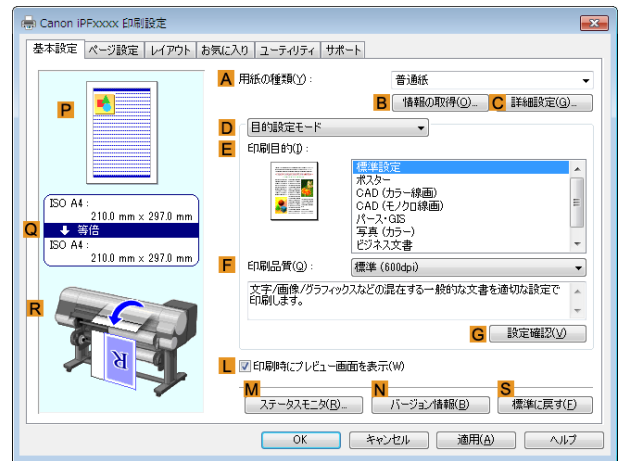 Canon iPFxxxx 印刷設定
基本設定 ページ設定 レイアウト お気に入り ユーティリティ サポート
A 用紙の種類(Y): 普通紙
B 情報の取得(O)... C 詳細設定(G)...
P
D 目的設定モード
E 印刷目的(I):
標準設定
ポスター
CAD (カラー線画)
CAD (モノクロ線画)
パース・GIS
写真 (カラー)
ビジネス文書
ISO A4 :
210.0 mm x 297.0 mm
Q 等倍
ISO A4 :
210.0 mm x 297.0 mm
F 印刷品質(Q): 標準 (600dpi)
文字/画像/グラフィックスなどの混在する一般的な文書を適切な設定で
印刷します。
R
R
G 設定確認(V)
L 印刷時にプレビュー画面を表示(W)
M N S
ステータスモニタ(R)... バージョン情報(B) 標準に戻す(F)
OK キャンセル 適用(A) ヘルプ